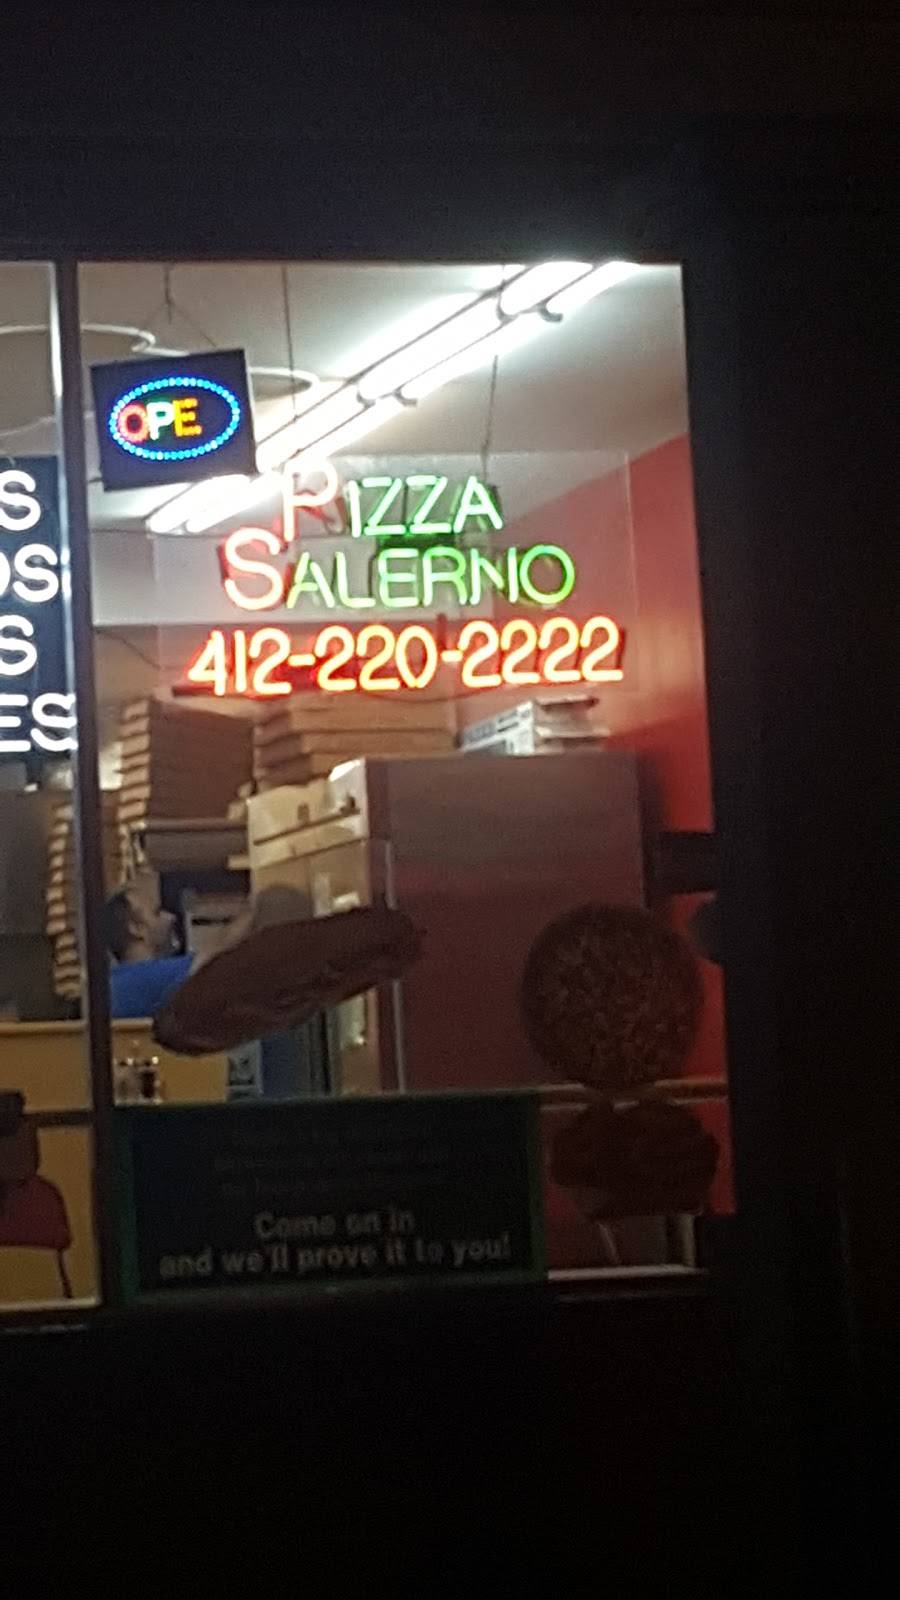 OPE
PIZZA
SALERNO
412-220-2222
S
OS
S
ES
Come on in
and we'll prove it to you!